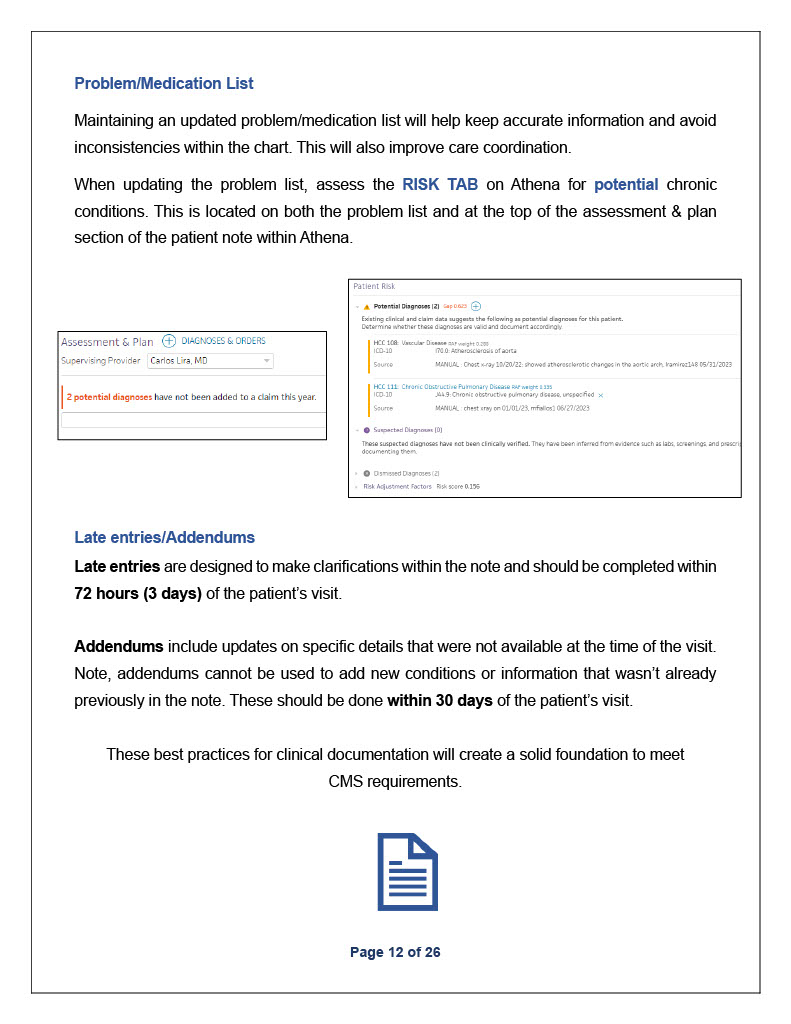 Problem/Medication List
Maintaining an updated problem/medication list will help keep accurate information and avoid
inconsistencies within the chart. This will also improve care coordination.
When updating the problem list, assess the RISK TAB on Athena for potential chronic
conditions. This is located on both the problem list and at the top of the assessment & plan
section of the patient note within Athena.
Assessment & Plan DIAGNOSES & ORDERS
Supervising Provider Carlos Lira, MD
2 potential diagnoses have not been added to a claim this year.
Patient Risk
Potential Diagnoses (2) Gap 0.623
Existing clinical and claim data suggests the following as potential diagnoses for this patient.
Determine whether these diagnoses are valid and document accordingly.
HCC 108: Vascular Disease RAF weight 0.288
ICD-10 I70.0: Atherosclerosis of aorta
Source MANUAL : Chest x-ray 10/20/22: showed atherosclerotic changes in the aortic arch, lramirez148 05/31/2023
HCC 111: Chronic Obstructive Pulmonary Disease RAF weight 0.335
ICD-10 J44.9: Chronic obstructive pulmonary disease, unspecified
Source MANUAL : chest xray on 01/01/23, mfiallos1 06/27/2023
Suspected Diagnoses (0)
These suspected diagnoses have not been clinically verified. They have been inferred from evidence such as labs, screenings, and prescrip
documenting them.
Dismissed Diagnoses (2)
Risk Adjustment Factors Risk score 0.156
Late entries/Addendums
Late entries are designed to make clarifications within the note and should be completed within
72 hours (3 days) of the patient’s visit.
Addendums include updates on specific details that were not available at the time of the visit.
Note, addendums cannot be used to add new conditions or information that wasn’t already
previously in the note. These should be done within 30 days of the patient’s visit.
These best practices for clinical documentation will create a solid foundation to meet
CMS requirements.
Page 12 of 26